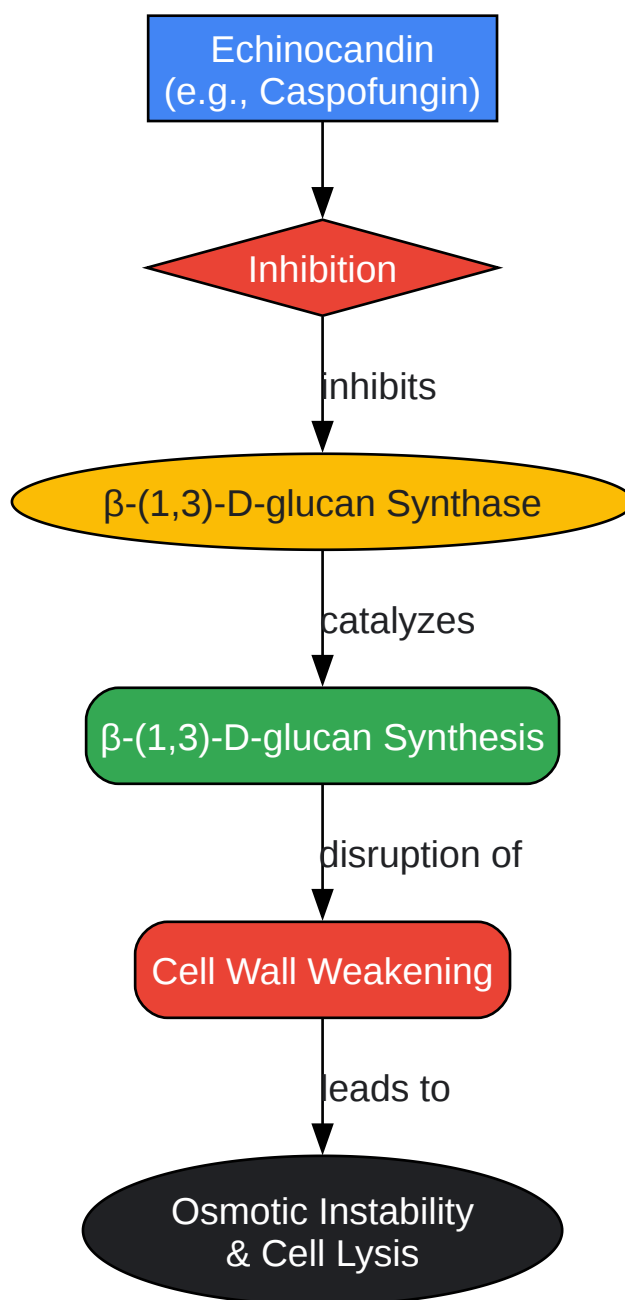 Echinocandin
(e.g., Caspofungin)
Inhibition
inhibits
β-(1,3)-D-glucan Synthase
catalyzes
β-(1,3)-D-glucan Synthesis
disruption of
Cell Wall Weakening
leads to
Osmotic Instability
& Cell Lysis